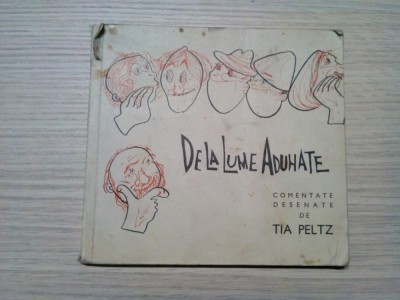 DE LA LUME ADUNATE
COMENTATE
DESENATE
DE
TIA PELTZ